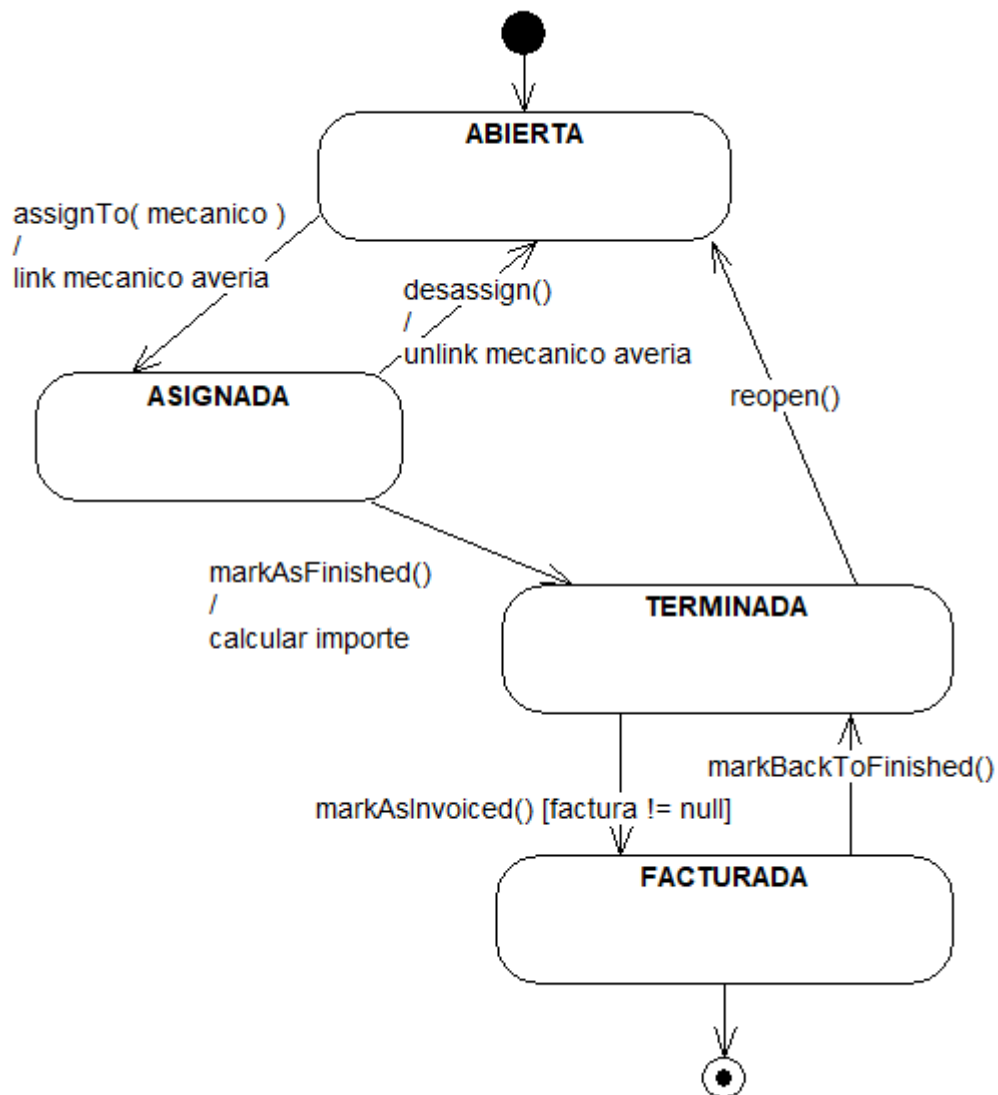 ABIERTA
assignTo( mecanico )
/
link mecanico averia
desassign()
/
unlink mecanico averia
ASIGNADA
reopen()
markAsFinished()
/
calcular importe
TERMINADA
markBackToFinished()
markAsInvoiced() [factura != null]
FACTURADA